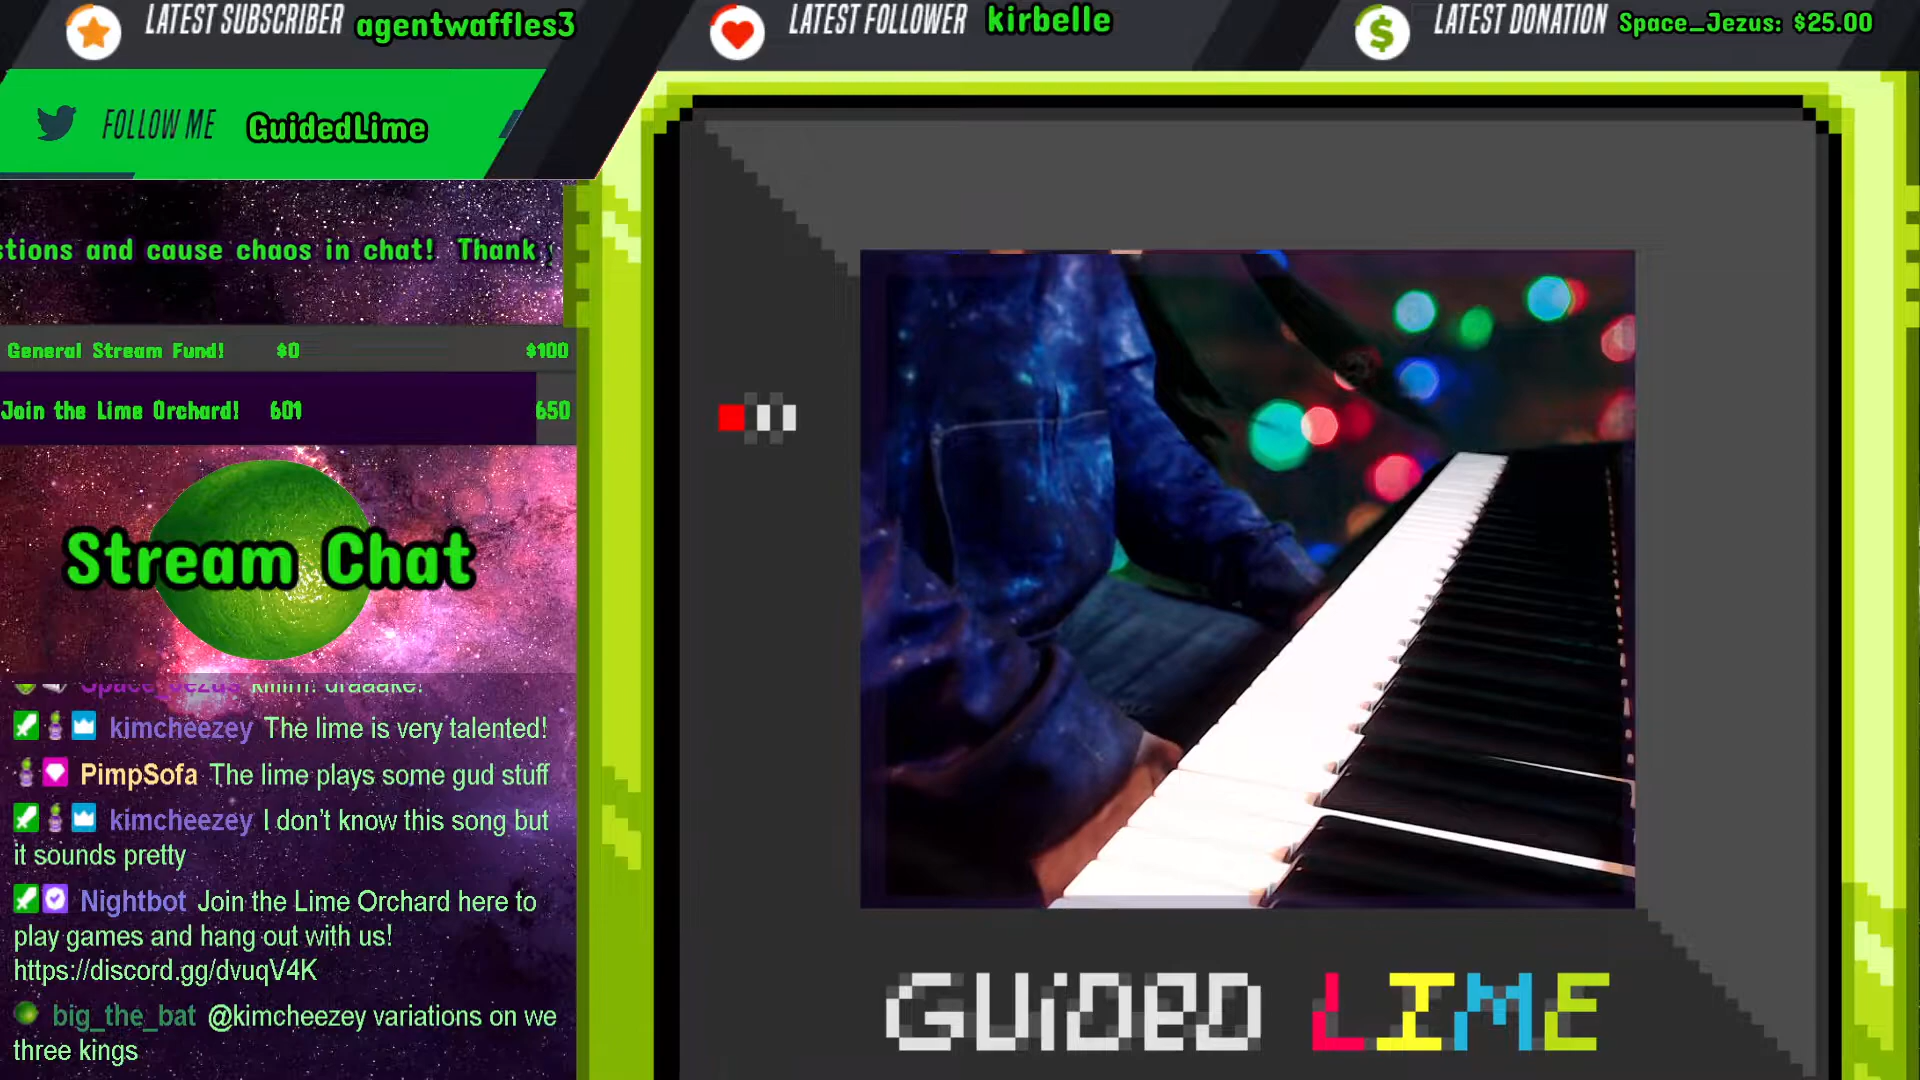 LATEST SUBSCRIBER agentwaffles3
LATEST FOLLOWER kirbelle
LATEST DONATION Space_Jezus: $25.00
FOLLOW ME GuidedLime
stions and cause chaos in chat! Thank
General Stream Fund! $0 $100
Join the Lime Orchard! 601 650
Stream Chat
Space_Jezus
kimcheezey The lime is very talented!
PimpSofa The lime plays some gud stuff
kimcheezey I don't know this song but
it sounds pretty
Nightbot Join the Lime Orchard here to
play games and hang out with us!
https://discord.gg/dvuqV4K
big_the_bat @kimcheezey variations on we
three kings
GUiDED LIME